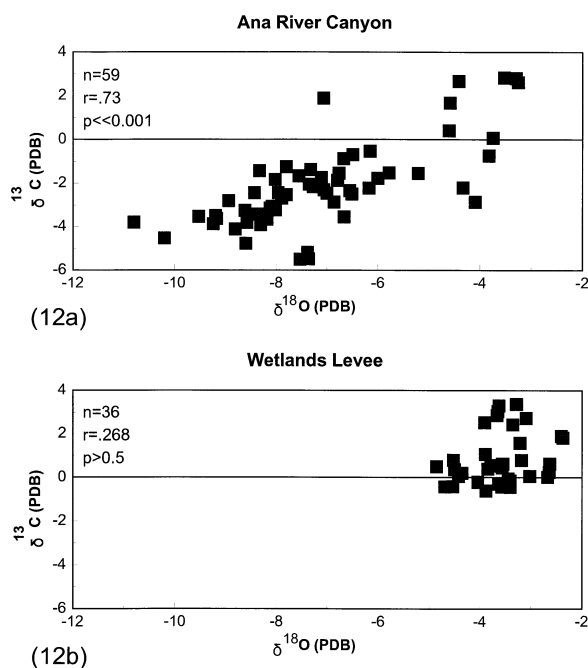 Ana River Canyon
4
n=59
r=.73
p<<0.001
2
0
-2
-4
-6
δ 13 C (PDB)
-12 -10 -8 -6 -4 -2
(12a)
δ18O (PDB)
Wetlands Levee
4
n=36
r=.268
p>0.5
2
0
-2
-4
-6
δ 13 C (PDB)
-12 -10 -8 -6 -4 -2
(12b)
δ18O (PDB)